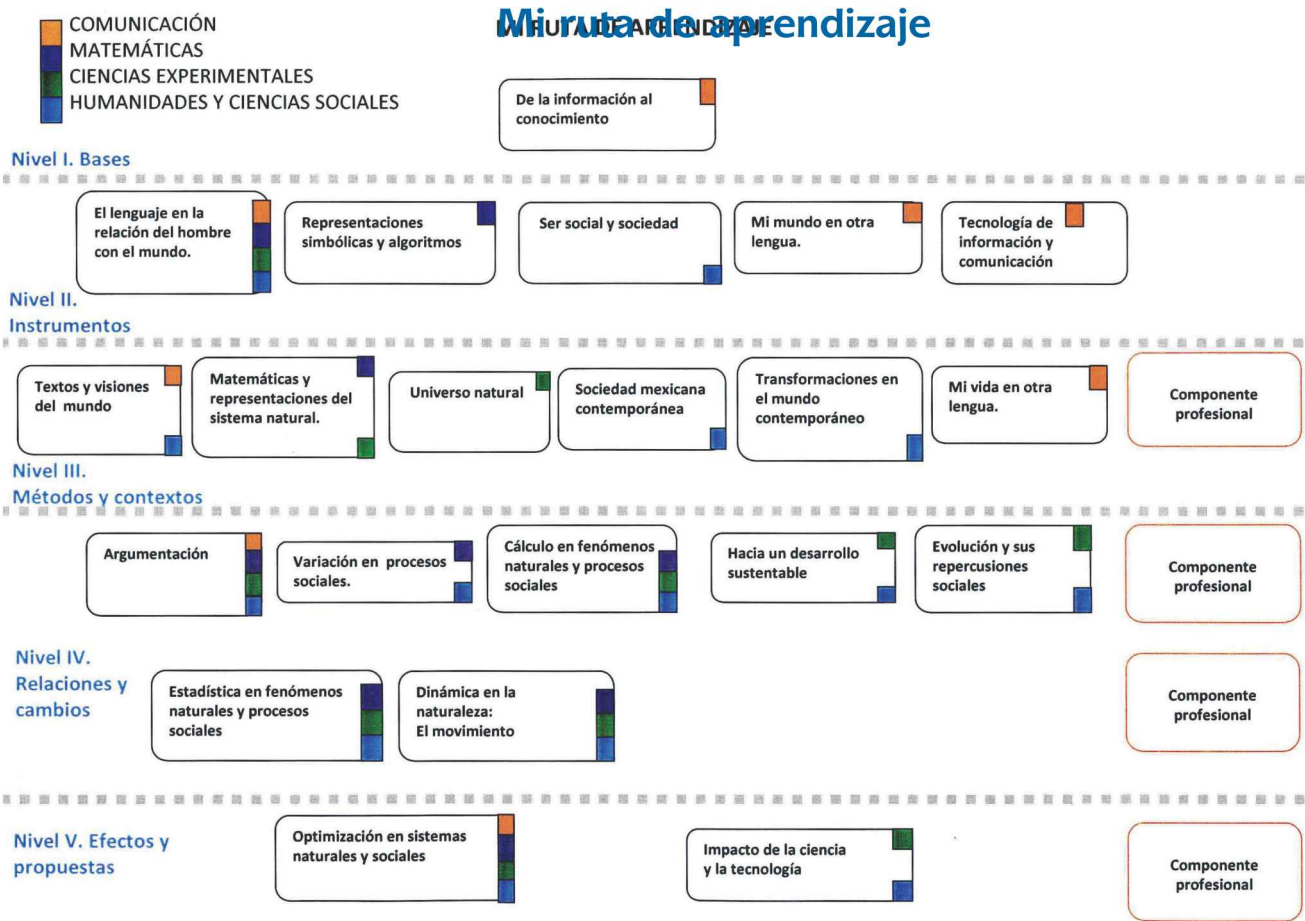 COMUNICACIÓN
MATEMÁTICAS
CIENCIAS EXPERIMENTALES
HUMANIDADES Y CIENCIAS SOCIALES
MI RUTA DE APRENDIZAJE
Mi ruta de aprendizaje
De la información al
conocimiento
Nivel I. Bases
El lenguaje en la
relación del hombre
con el mundo.
Representaciones
simbólicas y algoritmos
Ser social y sociedad
Mi mundo en otra
lengua.
Tecnología de
información y
comunicación
Nivel II.
Instrumentos
Textos y visiones
del mundo
Matemáticas y
representaciones del
sistema natural.
Universo natural
Sociedad mexicana
contemporánea
Transformaciones en
el mundo
contemporáneo
Mi vida en otra
lengua.
Componente
profesional
Nivel III.
Métodos y contextos
Argumentación
Variación en procesos
sociales.
Cálculo en fenómenos
naturales y procesos
sociales
Hacia un desarrollo
sustentable
Evolución y sus
repercusiones
sociales
Componente
profesional
Nivel IV.
Relaciones y
cambios
Estadística en fenómenos
naturales y procesos
sociales
Dinámica en la
naturaleza:
El movimiento
Componente
profesional
Nivel V. Efectos y
propuestas
Optimización en sistemas
naturales y sociales
Impacto de la ciencia
y la tecnología
Componente
profesional